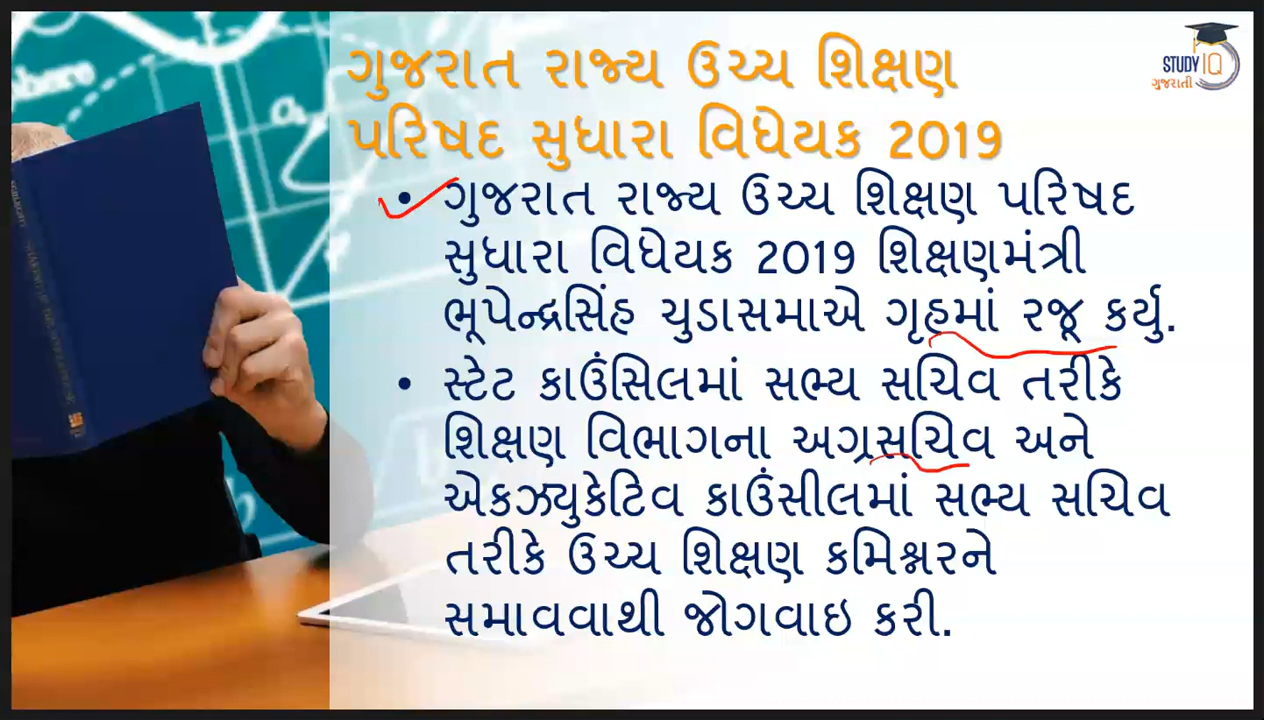 ગુજરાત રાજ્ય ઉચ્ચ શિક્ષણ
પરિષદ સુધારા વિધેયક 2019
STUDY IQ
ગુજરાતી
• ગુજરાત રાજ્ય ઉચ્ચ શિક્ષણ પરિષદ
સુધારા વિધેયક 2019 શિક્ષણમંત્રી
ભૂપેન્દ્રસિંહ ચુડાસમાએ ગૃહમાં રજૂ કર્યુ.
• સ્ટેટ કાઉંસિલમાં સભ્ય સચિવ તરીકે
શિક્ષણ વિભાગના અગ્રસચિવ અને
એકઝ્યુકેટિવ કાઉંસીલમાં સભ્ય સચિવ
તરીકે ઉચ્ચ શિક્ષણ કમિશ્નરને
સમાવવાથી જોગવાઇ કરી.